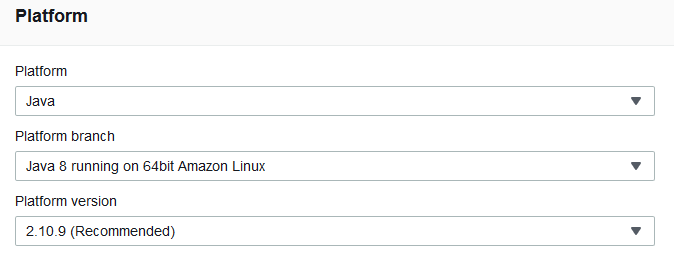 Platform
Platform
Java
Platform branch
Java 8 running on 64bit Amazon Linux
Platform version
2.10.9 (Recommended)